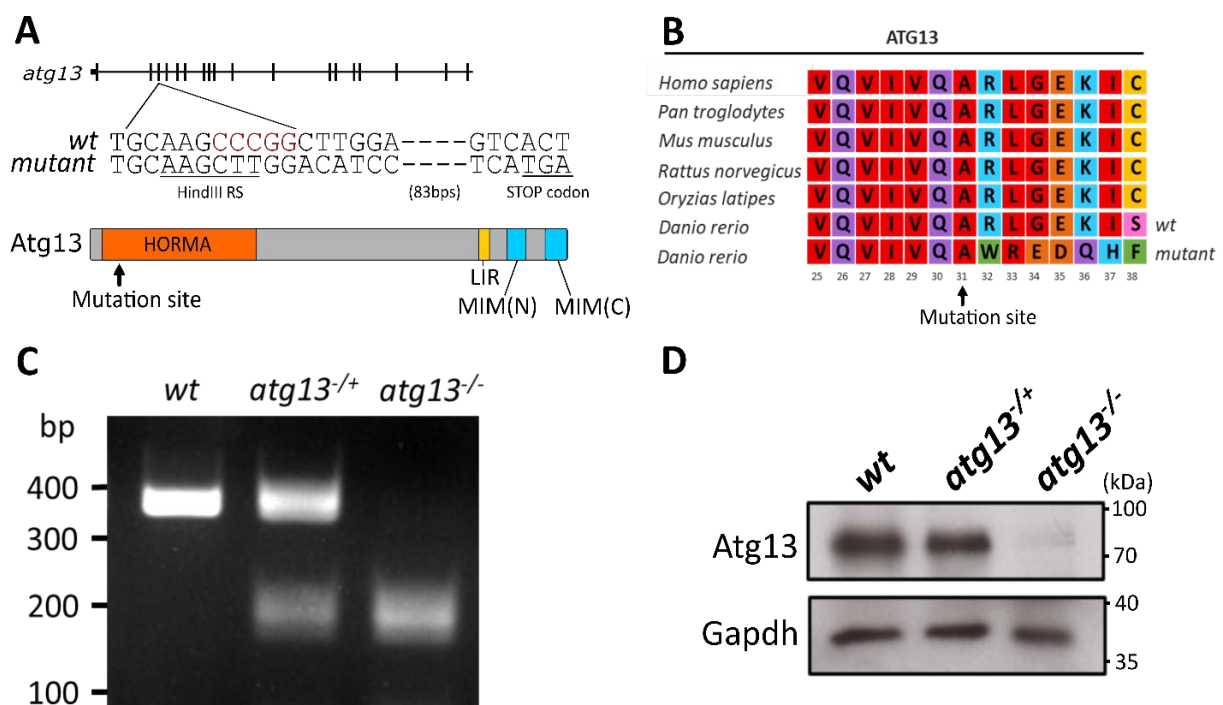 A
atg13
wt TGCAAGCCCGGCTTGGA----GTCACT
mutant TGCAAGCTTGGACATCC----TCATGA
HindIII RS (83bps) STOP codon
Atg13 HORMA
LIR
Mutation site MIM(N) MIM(C)
B
ATG13
Homo sapiens V Q V I V Q A R L G E K I C
Pan troglodytes V Q V I V Q A R L G E K I C
Mus musculus V Q V I V Q A R L G E K I C
Rattus norvegicus V Q V I V Q A R L G E K I C
Oryzias latipes V Q V I V Q A R L G E K I C
Danio rerio V Q V I V Q A R L G E K I S wt
Danio rerio V Q V I V Q A W R E D Q H F mutant
25 26 27 28 29 30 31 32 33 34 35 36 37 38
Mutation site
C
wt atg13-/+ atg13-/-
bp
400
300
200
100
D
wt atg13-/+ atg13-/-
(kDa)
Atg13 100
70
Gapdh 40
35